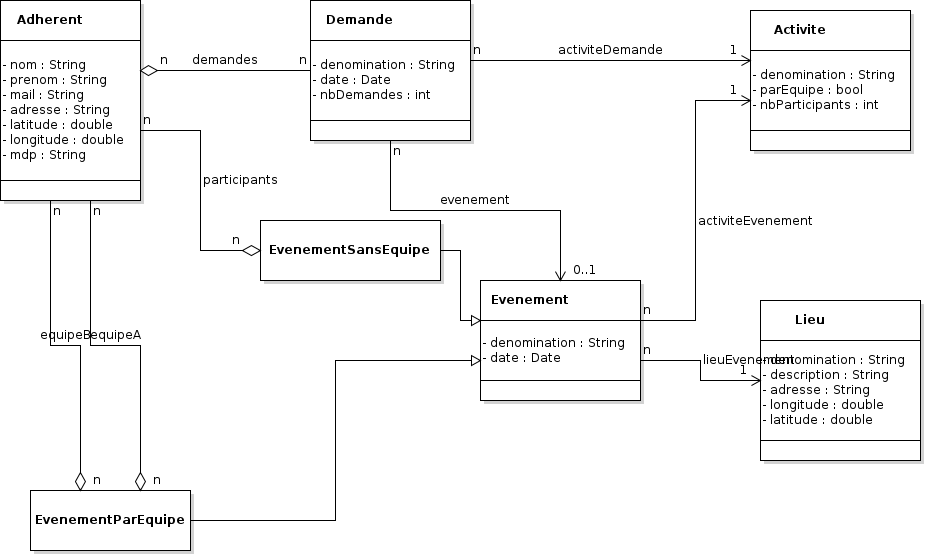 Adherent
- nom : String
- prenom : String
- mail : String
- adresse : String
- latitude : double
- longitude : double
- mdp : String
n
demandes
n
Demande
- denomination : String
- date : Date
- nbDemandes : int
n
activiteDemande
1
Activite
- denomination : String
- parEquipe : bool
- nbParticipants : int
1
n
participants
n
n
evenement
0..1
activiteEvenement
EvenementSansEquipe
Evenement
- denomination : String
- date : Date
n
n
lieuEvenement
1
Lieu
- denomination : String
- description : String
- adresse : String
- longitude : double
- latitude : double
n
n
equipeB
equipeA
n
n
EvenementParEquipe